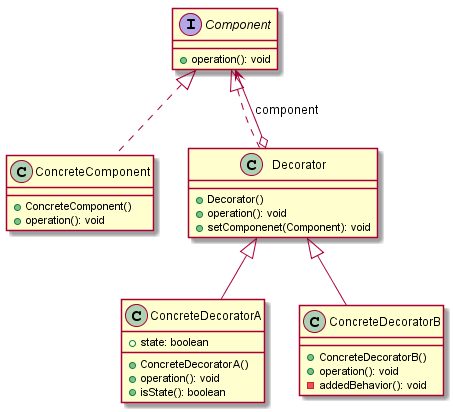 I Component
operation(): void
component
C ConcreteComponent
ConcreteComponent()
operation(): void
C Decorator
Decorator()
operation(): void
setComponenet(Component): void
C ConcreteDecoratorA
state: boolean
ConcreteDecoratorA()
operation(): void
isState(): boolean
C ConcreteDecoratorB
ConcreteDecoratorB()
operation(): void
addedBehavior(): void